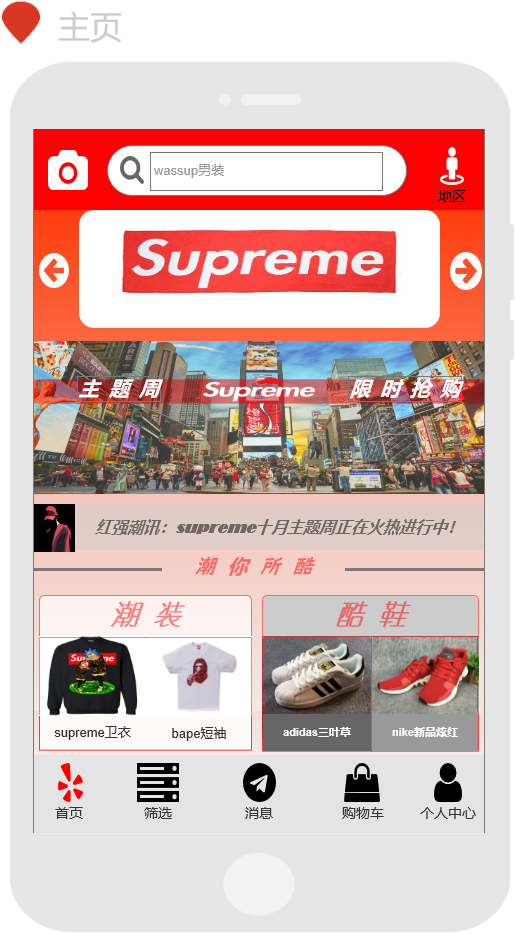 主页
wassup男装
地区
Supreme
主题周 Supreme 限时抢购
Coca-Cola
红强潮讯：supreme十月主题周正在火热进行中!
潮你所酷
潮装 酷鞋
Supreme
supreme卫衣 bape短袖 adidas三叶草 nike新品炫红
首页 筛选 消息 购物车 个人中心